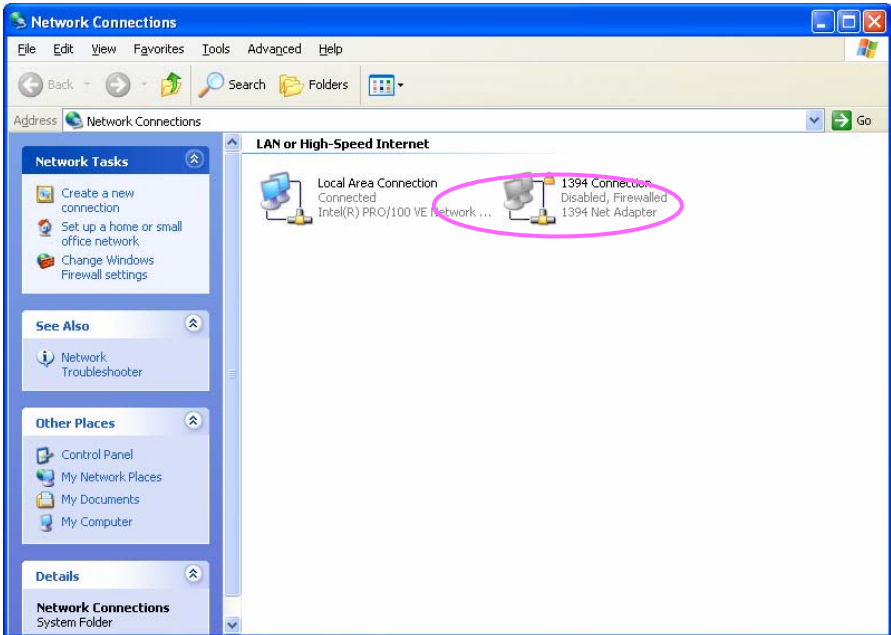 Network Connections
File Edit View Favorites Tools Advanced Help
Back Search Folders
Address Network Connections Go
Network Tasks
Create a new
connection
Set up a home or small
office network
Change Windows
Firewall settings
See Also
Network
Troubleshooter
Other Places
Control Panel
My Network Places
My Documents
My Computer
Details
Network Connections
System Folder
LAN or High-Speed Internet
Local Area Connection
Connected
Intel(R) PRO/100 VE Network ...
1394 Connection
Disabled, Firewalled
1394 Net Adapter